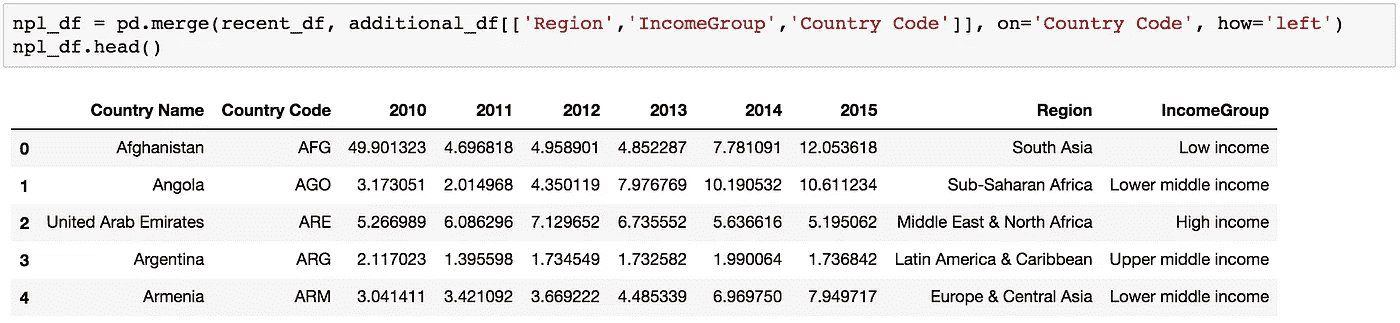 npl_df = pd.merge(recent_df, additional_df[['Region','IncomeGroup','Country Code']], on='Country Code', how='left')
npl_df.head()
Country Name Country Code 2010 2011 2012 2013 2014 2015 Region IncomeGroup
0 Afghanistan AFG 49.901323 4.696818 4.958901 4.852287 7.781091 12.053618 South Asia Low income
1 Angola AGO 3.173051 2.014968 4.350119 7.976769 10.190532 10.611234 Sub-Saharan Africa Lower middle income
2 United Arab Emirates ARE 5.266989 6.086296 7.129652 6.735552 5.636616 5.195062 Middle East & North Africa High income
3 Argentina ARG 2.117023 1.395598 1.734549 1.732582 1.990064 1.736842 Latin America & Caribbean Upper middle income
4 Armenia ARM 3.041411 3.421092 3.669222 4.485339 6.969750 7.949717 Europe & Central Asia Lower middle income